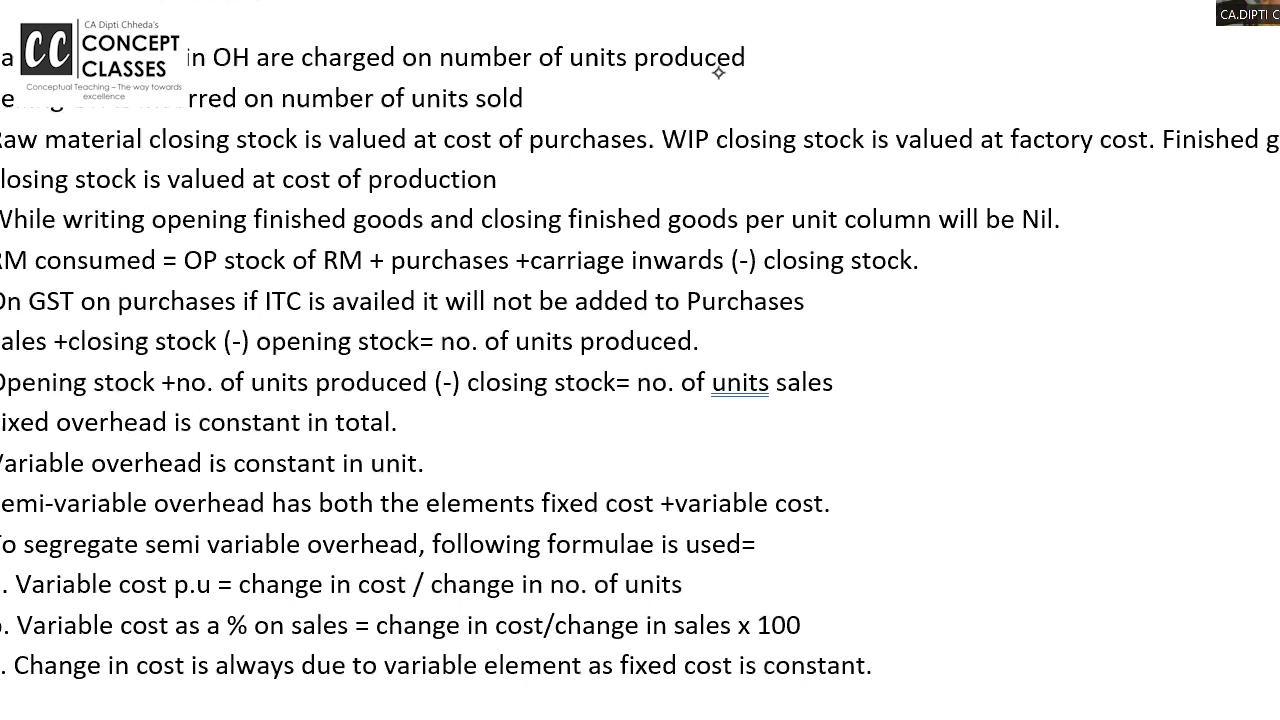 CA.DIPTI C
CA Dipti Chheda's
CC CONCEPT
CLASSES
Conceptual Teaching – The way towards
excellence
in OH are charged on number of units produced
rred on number of units sold
aw material closing stock is valued at cost of purchases. WIP closing stock is valued at factory cost. Finished g
losing stock is valued at cost of production
While writing opening finished goods and closing finished goods per unit column will be Nil.
RM consumed = OP stock of RM + purchases +carriage inwards (-) closing stock.
On GST on purchases if ITC is availed it will not be added to Purchases
ales +closing stock (-) opening stock= no. of units produced.
Opening stock +no. of units produced (-) closing stock= no. of units sales
ixed overhead is constant in total.
Variable overhead is constant in unit.
emi-variable overhead has both the elements fixed cost +variable cost.
To segregate semi variable overhead, following formulae is used=
. Variable cost p.u = change in cost / change in no. of units
. Variable cost as a % on sales = change in cost/change in sales x 100
. Change in cost is always due to variable element as fixed cost is constant.